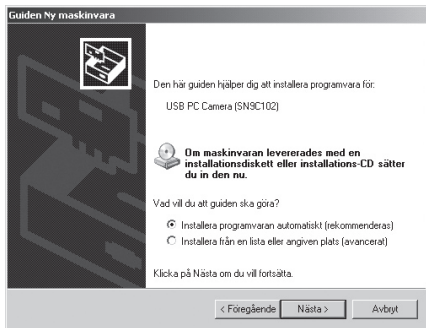 Guiden Ny maskinvara
Den här guiden hjälper dig att installera programvara för:
USB PC Camera (SN9C102)
Om maskinvaran levererades med en
installationsdiskett eller installations-CD sätter
du in den nu.
Vad vill du att guiden ska göra?
Installera programvaran automatiskt (rekommenderas)
Installera från en lista eller angiven plats (avancerat)
Klicka på Nästa om du vill fortsätta.
< Föregående
Nästa >
Avbryt